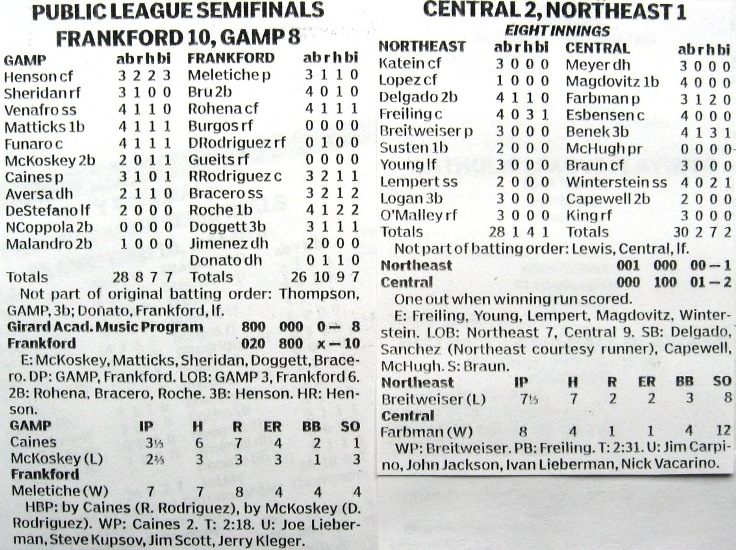 PUBLIC LEAGUE SEMIFINALS
FRANKFORD 10, GAMP 8
GAMP ab r h bi FRANKFORD ab r h bi
Henson cf 3 2 2 3 Meletiche p 3 1 1 0
Sheridan rf 3 1 0 0 Bru 2b 4 0 1 0
Venafro ss 4 1 1 0 Rohena cf 4 1 1 1
Matticks 1b 4 1 1 1 Burgos rf 0 0 0 0
Funaro c 4 1 1 1 DRodriguez rf 0 1 0 0
McKoskey 2b 2 0 1 1 Gueits rf 0 0 0 0
Caines p 3 1 0 1 RRodriguez c 3 2 1 1
Aversa dh 2 1 1 0 Bracero ss 3 2 1 2
DeStefano lf 2 0 0 0 Roche 1b 4 1 2 2
NCoppola 2b 0 0 0 0 Doggett 3b 3 1 1 1
Malandro 2b 1 0 0 0 Jimenez dh 2 0 0 0
Donato dh 0 1 1 0
Totals 28 8 7 7 Totals 26 10 9 7
Not part of original batting order: Thompson,
GAMP, 3b; Donato, Frankford, lf.
Girard Acad. Music Program 800 000 0 — 8
Frankford 020 800 x — 10
E: McKoskey, Matticks, Sheridan, Doggett, Brace-
ro. DP: GAMP, Frankford. LOB: GAMP 3, Frankford 6.
2B: Rohena, Bracero, Roche. 3B: Henson. HR: Hen-
son.
GAMP IP H R ER BB SO
Caines 3⅓ 6 7 4 2 1
McKoskey (L) 2⅔ 3 3 3 1 3
Frankford
Meletiche (W) 7 7 8 4 4 4
HBP: by Caines (R. Rodriguez), by McKoskey (D.
Rodriguez). WP: Caines 2. T: 2:18. U: Joe Lieber-
man, Steve Kupsov, Jim Scott, Jerry Kleger.
CENTRAL 2, NORTHEAST 1
EIGHT INNINGS
NORTHEAST ab r h bi CENTRAL ab r h bi
Katein cf 3 0 0 0 Meyer dh 3 0 0 0
Lopez cf 1 0 0 0 Magdovitz 1b 4 0 0 0
Delgado 2b 4 1 1 0 Farbman p 3 1 2 0
Freiling c 4 0 3 1 Esbensen c 4 0 0 0
Breitweiser p 3 0 0 0 Benek 3b 4 1 3 1
Susten 1b 2 0 0 0 McHugh pr 0 0 0 0
Young lf 3 0 0 0 Braun cf 3 0 0 0
Lempert ss 2 0 0 0 Winterstein ss 4 0 2 1
Logan 3b 3 0 0 0 Capewell 2b 2 0 0 0
O'Malley rf 3 0 0 0 King rf 3 0 0 0
Totals 28 1 4 1 Totals 30 2 7 2
Not part of batting order: Lewis, Central, lf.
Northeast 001 000 00 — 1
Central 000 100 01 — 2
One out when winning run scored.
E: Freiling, Young, Lempert, Magdovitz, Winter-
stein. LOB: Northeast 7, Central 9. SB: Delgado,
Sanchez (Northeast courtesy runner), Capewell,
McHugh. S: Braun.
Northeast IP H R ER BB SO
Breitweiser (L) 7⅓ 7 2 2 3 8
Central
Farbman (W) 8 4 1 1 4 12
WP: Breitweiser. PB: Freiling. T: 2:31. U: Jim Carpi-
no, John Jackson, Ivan Lieberman, Nick Vacarino.